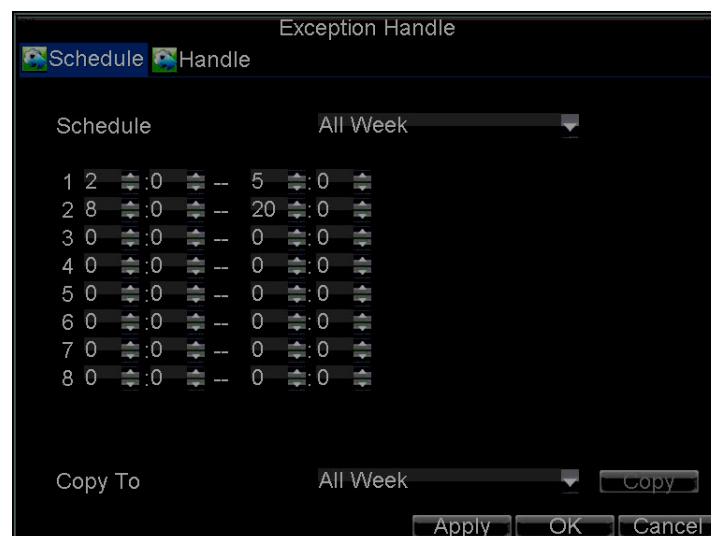 Exception Handle
Schedule Handle
Schedule All Week
1 2 :0 -- 5 :0
2 8 :0 -- 20 :0
3 0 :0 -- 0 :0
4 0 :0 -- 0 :0
5 0 :0 -- 0 :0
6 0 :0 -- 0 :0
7 0 :0 -- 0 :0
8 0 :0 -- 0 :0
Copy To All Week Copy
Apply OK Cancel